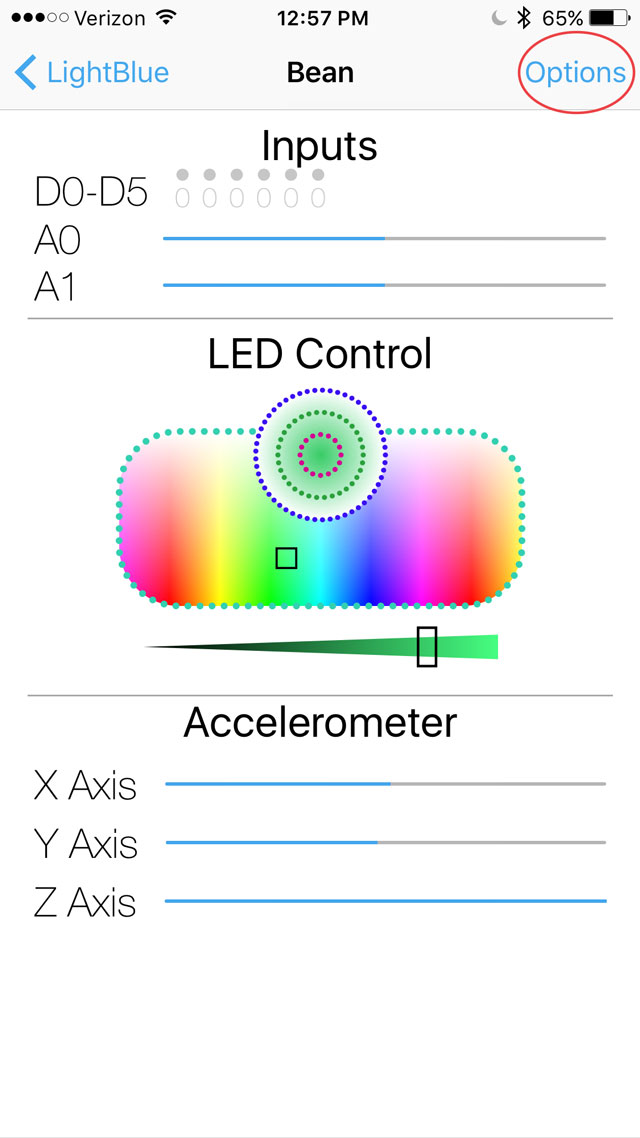 Verizon 12:57 PM 65%
LightBlue Bean Options
Inputs
D0-D5 0 0 0 0 0 0
A0
A1
LED Control
Accelerometer
X Axis
Y Axis
Z Axis